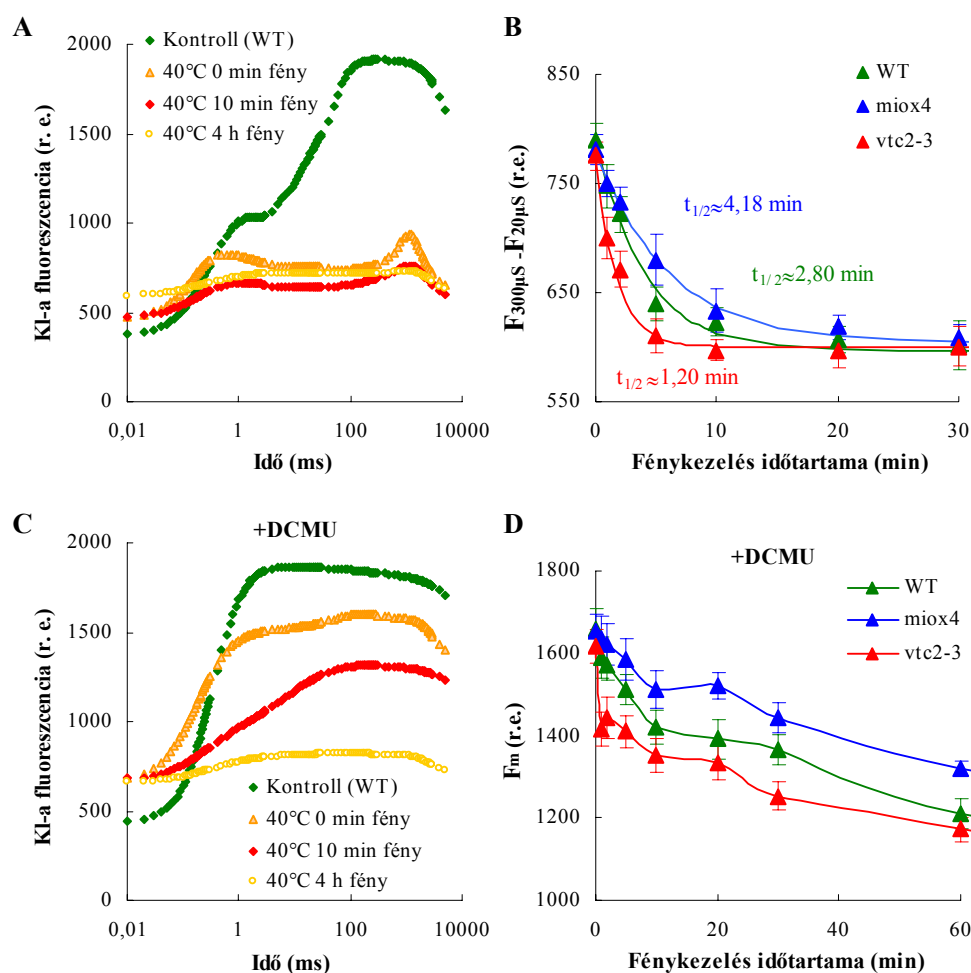 A
Kl-a fluoreszcencia (r. e.)
2000
1500
1000
500
0
Kontroll (WT)
40°C 0 min fény
40°C 10 min fény
40°C 4 h fény
0,01
1
100
10000
Idő (ms)
B
F300μS -F20μS (r.e.)
850
750
650
550
WT
miox4
vtc2-3
t1/2≈4,18 min
t1/2≈2,80 min
t1/2≈1,20 min
0
10
20
30
Fénykezelés időtartama (min)
C
+DCMU
Kl-a fluoreszcencia (r. e.)
2000
1500
1000
500
0
Kontroll (WT)
40°C 0 min fény
40°C 10 min fény
40°C 4 h fény
0,01
1
100
10000
Idő (ms)
D
+DCMU
Fm (r.e.)
1800
1600
1400
1200
1000
WT
miox4
vtc2-3
0
20
40
60
Fénykezelés időtartama (min)